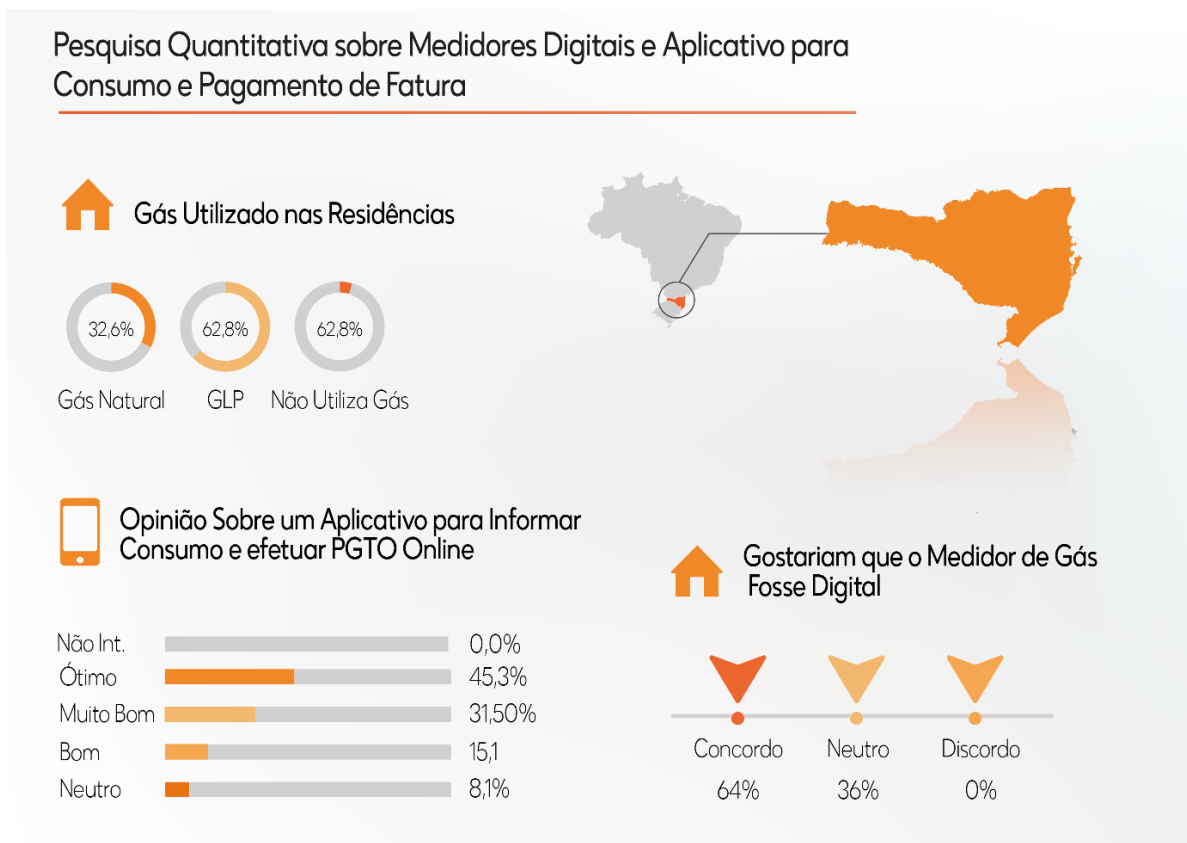 Pesquisa Quantitativa sobre Medidores Digitais e Aplicativo para
Consumo e Pagamento de Fatura
Gás Utilizado nas Residências
32,6%
62,8%
62,8%
Gás Natural
GLP
Não Utiliza Gás
Opinião Sobre um Aplicativo para Informar
Consumo e efetuar PGTO Online
Não Int. 0,0%
Ótimo 45,3%
Muito Bom 31,50%
Bom 15,1
Neutro 8,1%
Gostariam que o Medidor de Gás
Fosse Digital
Concordo
Neutro
Discordo
64%
36%
0%